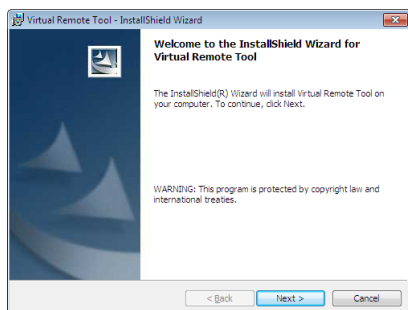 Virtual Remote Tool - InstallShield Wizard
Welcome to the InstallShield Wizard for
Virtual Remote Tool
The InstallShield(R) Wizard will install Virtual Remote Tool on
your computer. To continue, click Next.
WARNING: This program is protected by copyright law and
international treaties.
< Back
Next >
Cancel